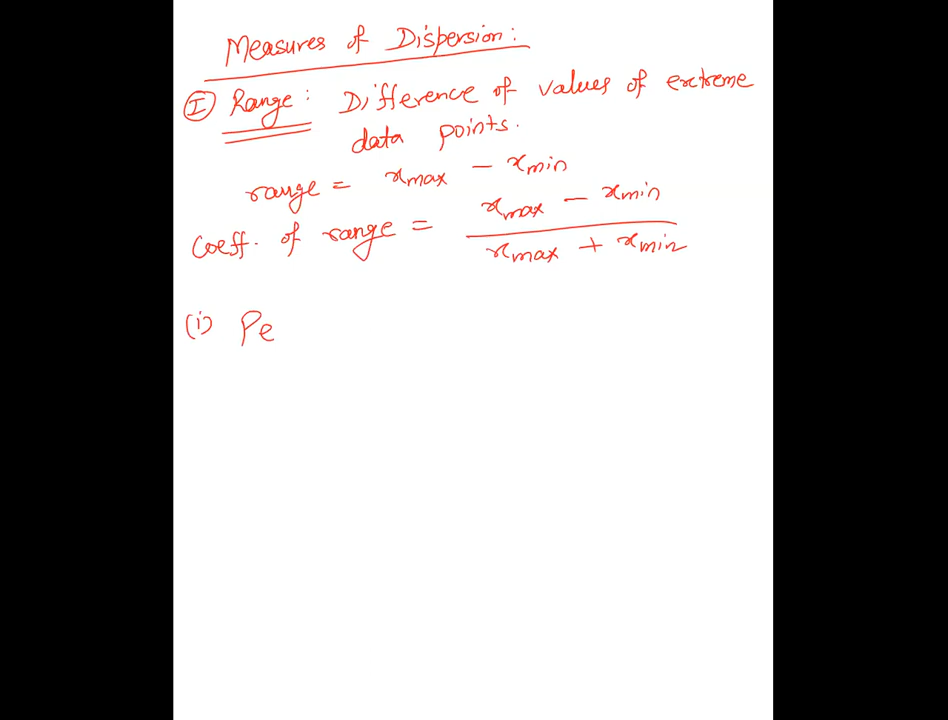 Measures of Dispersion:
I Range: Difference of values of extreme
data points.
range = xmax - xmin
Coeff. of range = xmax - xmin / xmax + xmin
(i) Pe